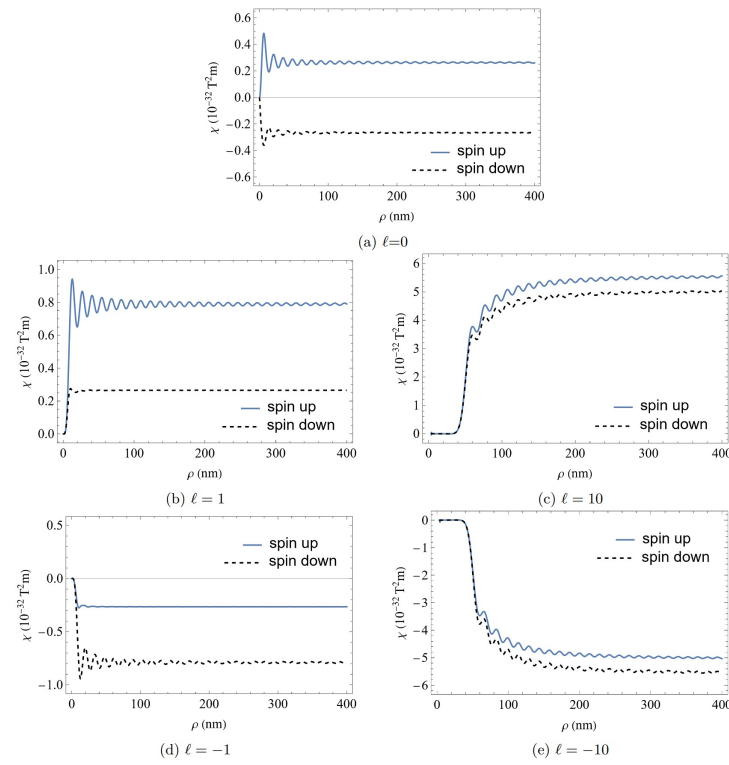 0.6
0.4
0.2
0.0
−0.2
−0.4
−0.6
χ (10⁻³² T²m)
spin up
spin down
0 100 200 300 400
ρ (nm)
(a) ℓ=0
1.0
0.8
0.6
0.4
0.2
0.0
χ (10⁻³² T²m)
spin up
spin down
0 100 200 300 400
ρ (nm)
(b) ℓ = 1
6
5
4
3
2
1
0
χ (10⁻³² T²m)
spin up
spin down
0 100 200 300 400
ρ (nm)
(c) ℓ = 10
0.5
0.0
−0.5
−1.0
χ (10⁻³² T²m)
spin up
spin down
0 100 200 300 400
ρ (nm)
(d) ℓ = −1
0
−1
−2
−3
−4
−5
−6
χ (10⁻³² T²m)
spin up
spin down
0 100 200 300 400
ρ (nm)
(e) ℓ = −10